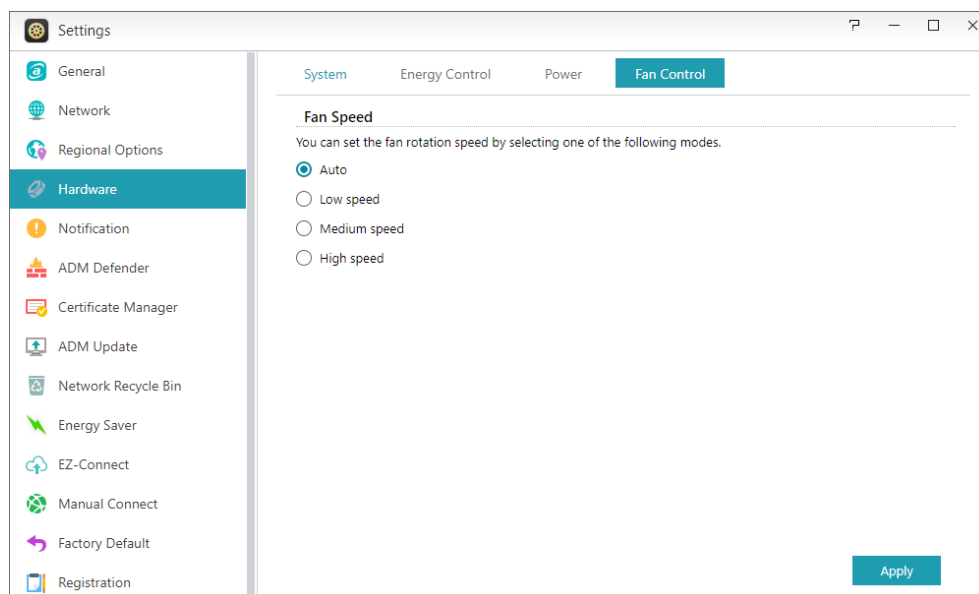 Settings
General
Network
Regional Options
Hardware
Notification
ADM Defender
Certificate Manager
ADM Update
Network Recycle Bin
Energy Saver
EZ-Connect
Manual Connect
Factory Default
Registration
System Energy Control Power Fan Control
Fan Speed
You can set the fan rotation speed by selecting one of the following modes.
Auto
Low speed
Medium speed
High speed
Apply